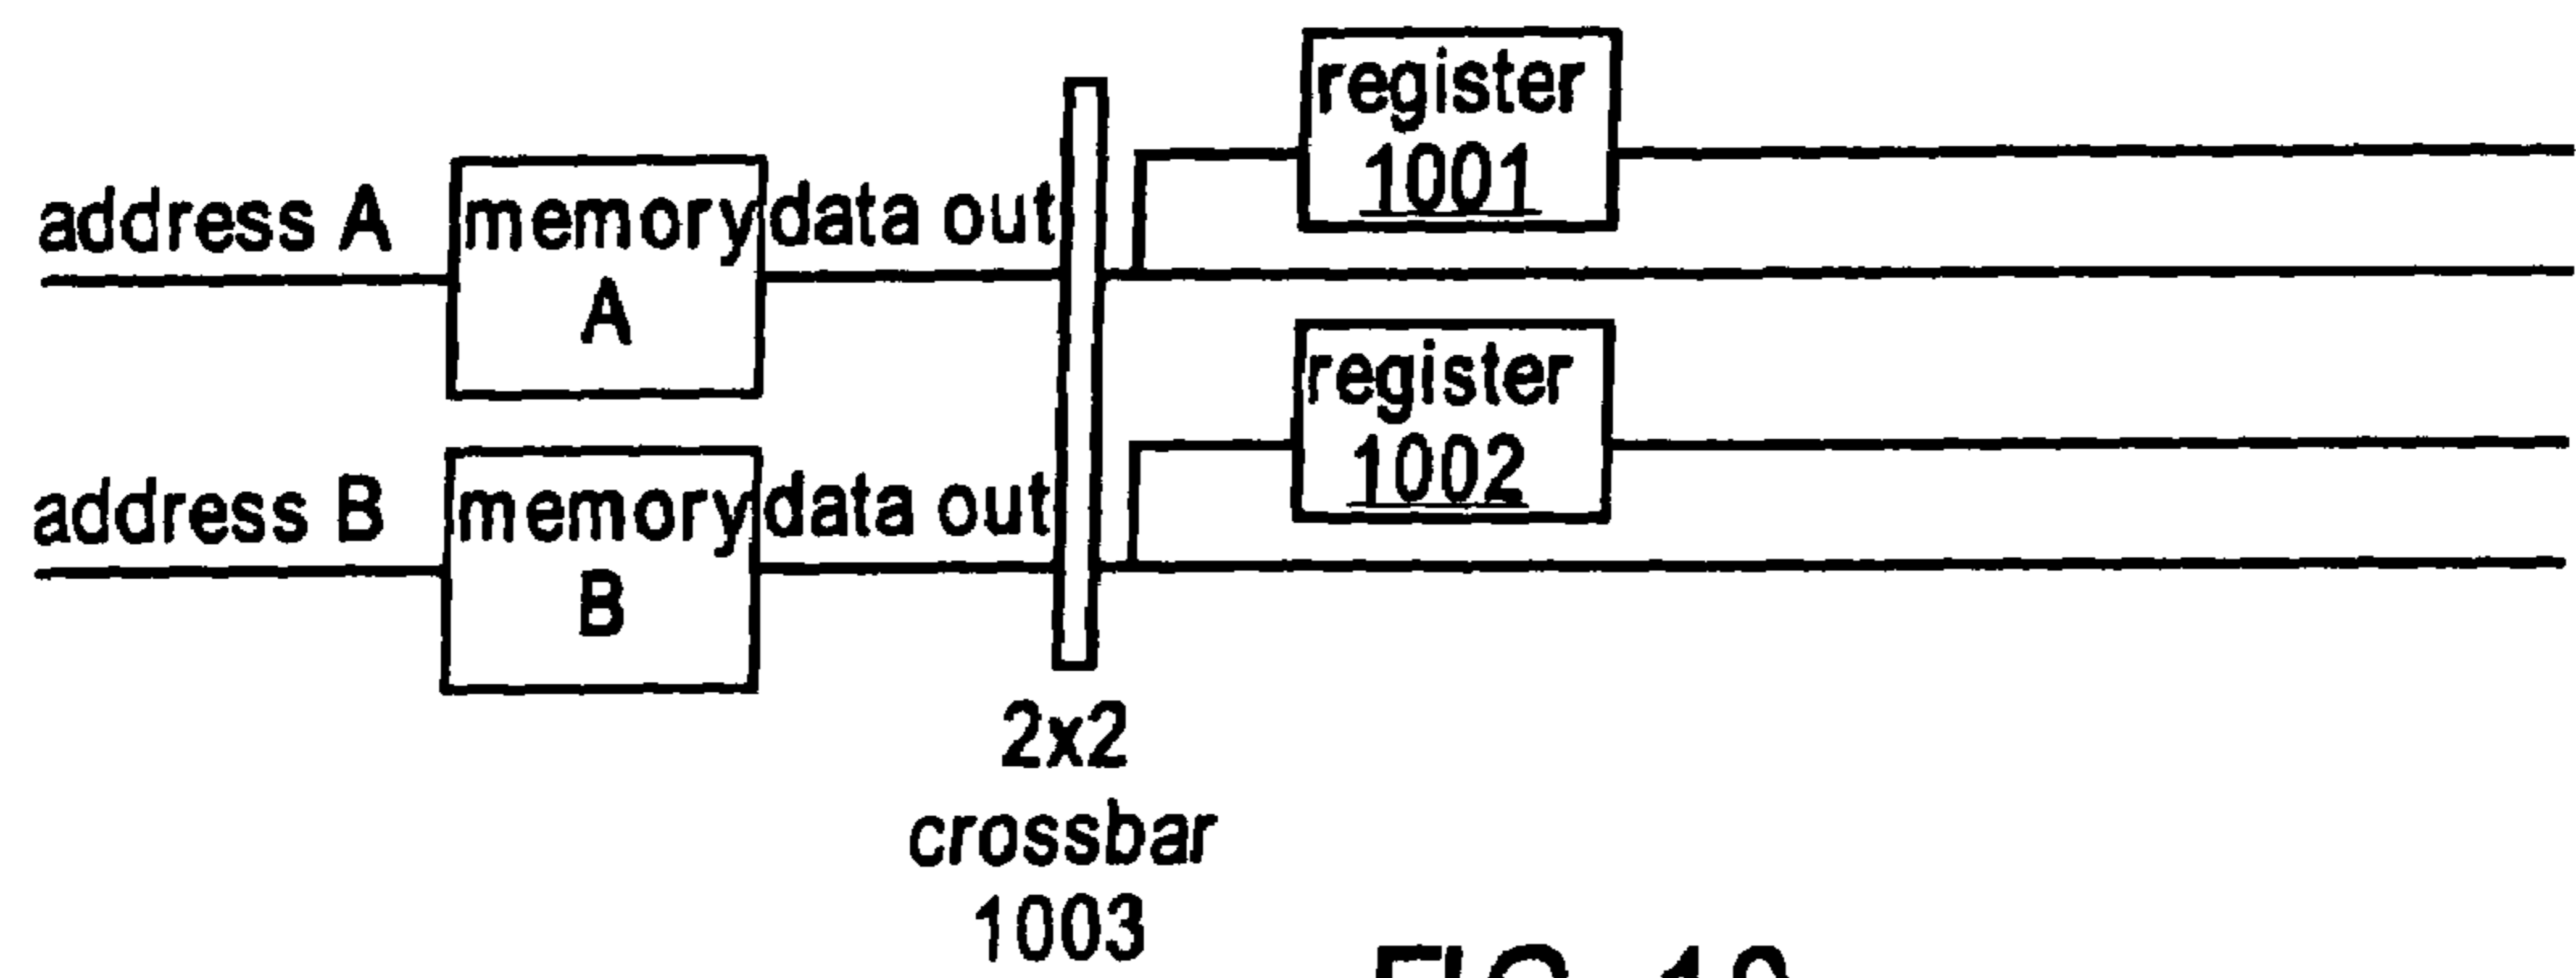 register
1001
address A
memory
A
data out
register
1002
address B
memory
B
data out
2x2
crossbar
1003